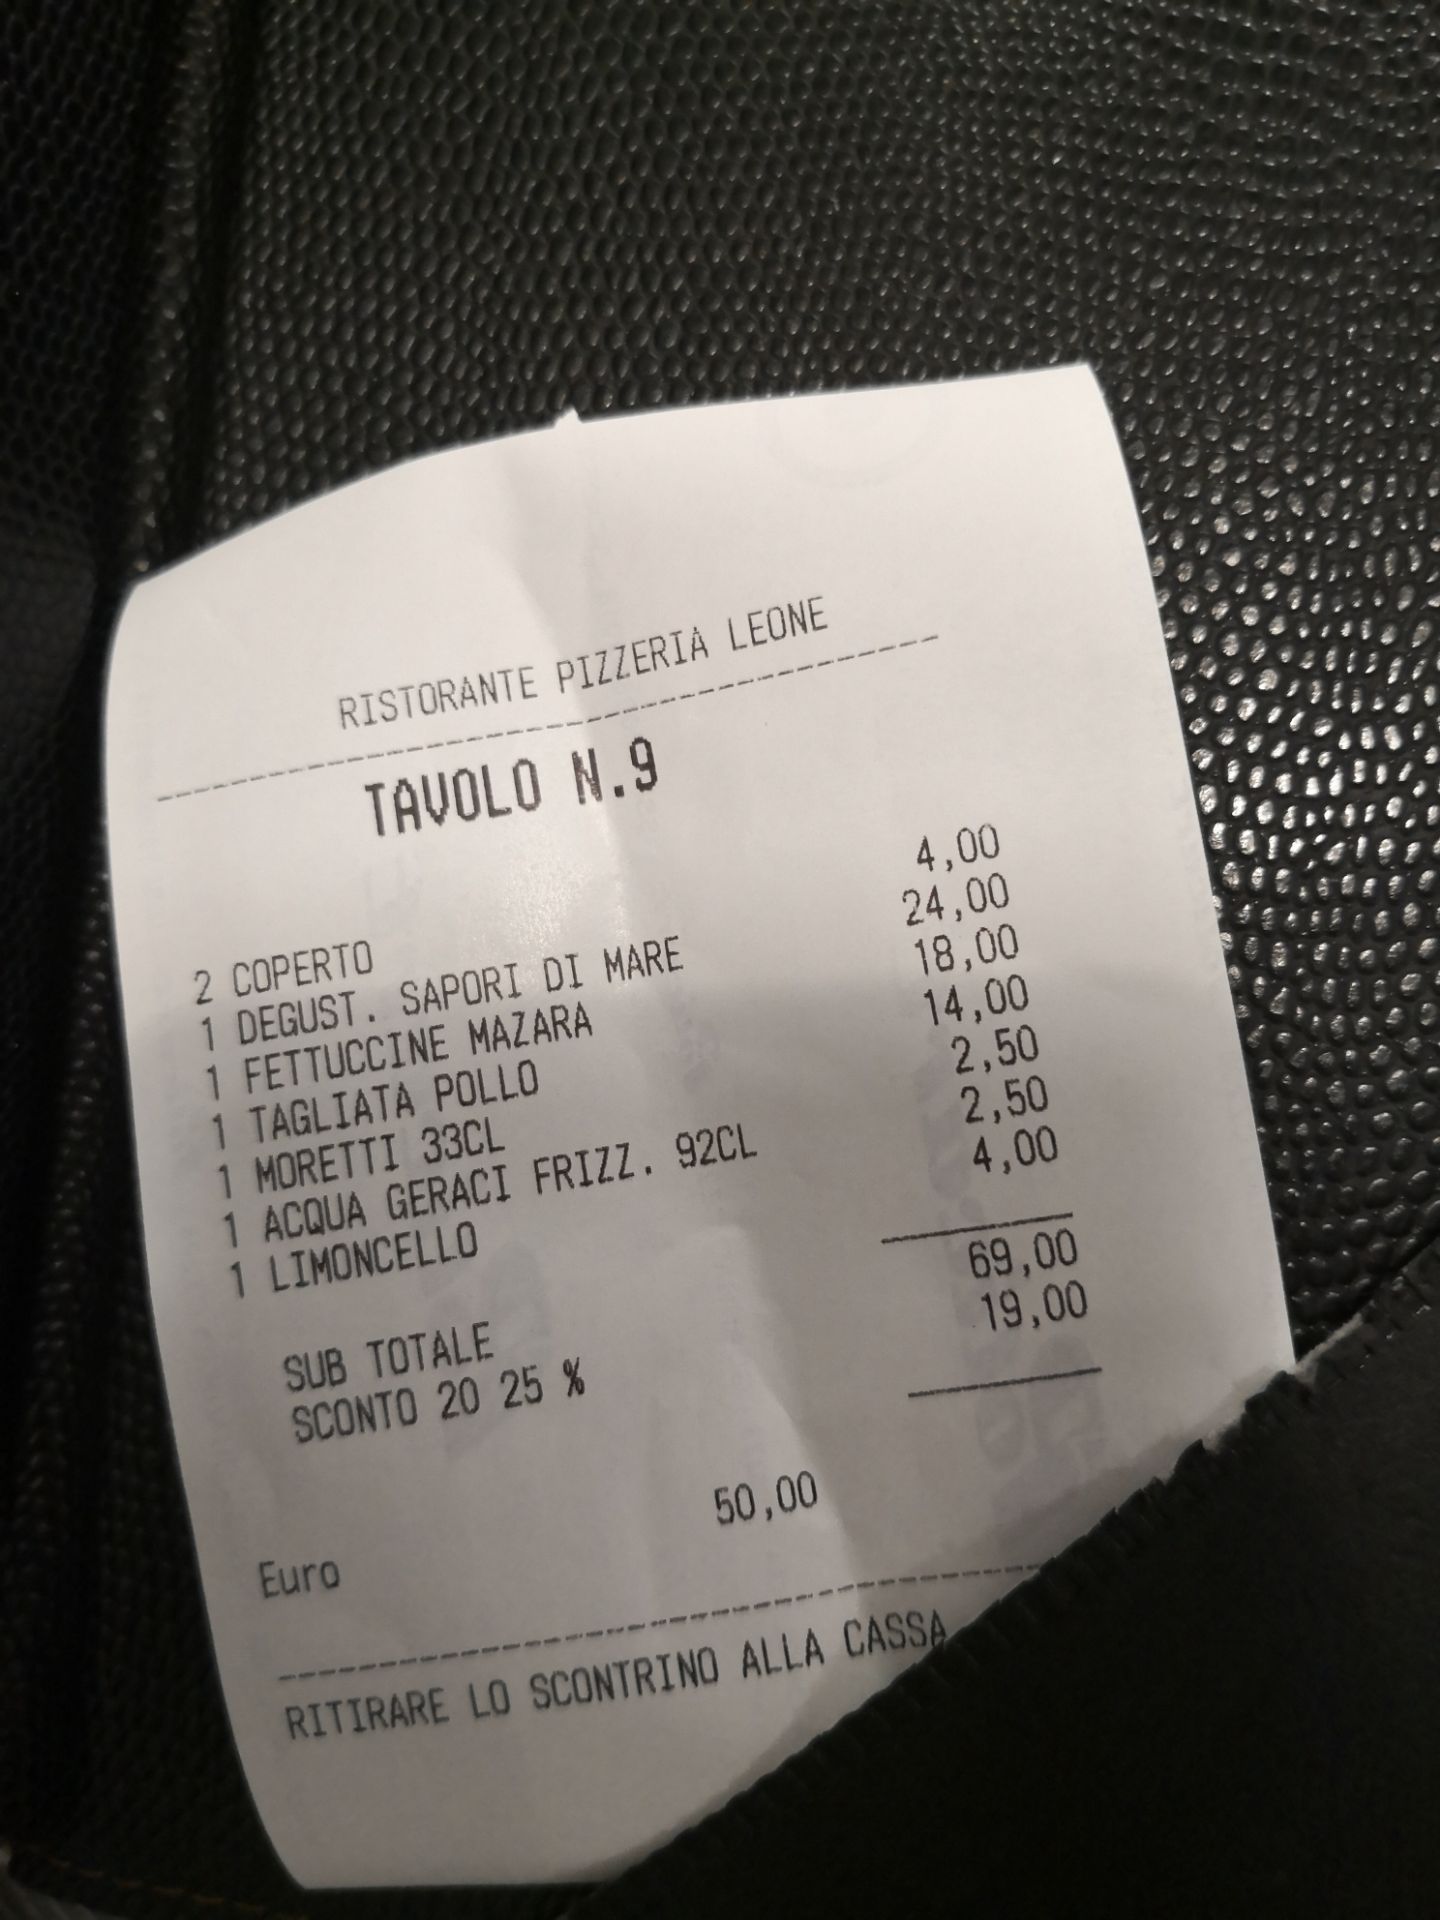 RISTORANTE PIZZERIA LEONE
TAVOLO N.9
2 COPERTO 4,00
1 DEGUST. SAPORI DI MARE 24,00
1 FETTUCCINE MAZARA 18,00
1 TAGLIATA POLLO 14,00
1 MORETTI 33CL 2,50
1 ACQUA GERACI FRIZZ. 92CL 2,50
1 LIMONCELLO 4,00
SUB TOTALE 69,00
SCONTO 20 25 % 19,00
Euro 50,00
RITIRARE LO SCONTRINO ALLA CASSA